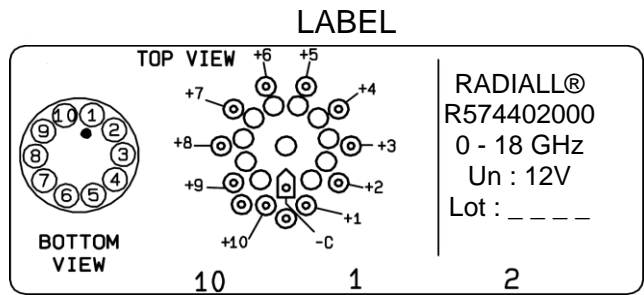 LABEL
TOP VIEW
+6 +5
+7 +4
+8 +3
+9 +2
+10 -C +1
10 1
9 2
8 3
7 4
6 5
BOTTOM
VIEW
RADIALL®
R574402000
0 - 18 GHz
Un : 12V
Lot : _ _ _ _
10 1 2